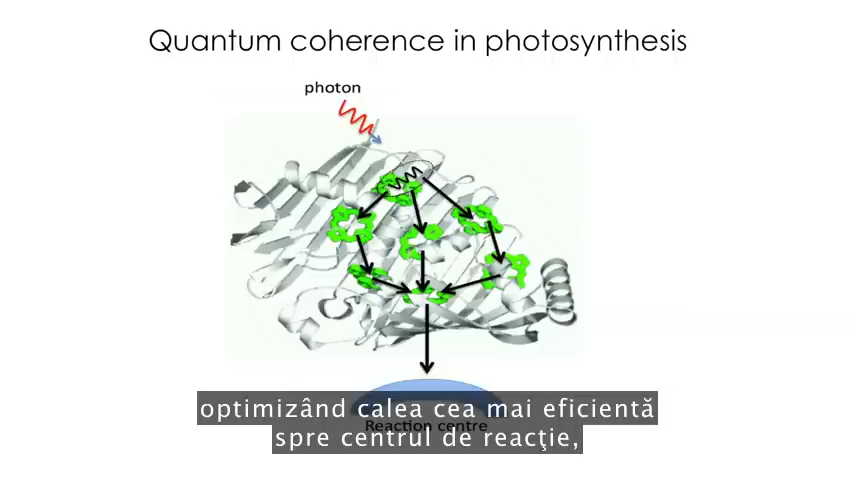 Quantum coherence in photosynthesis
photon
optimizând calea cea mai eficientă
Reaction centre
spre centrul de reacţie,